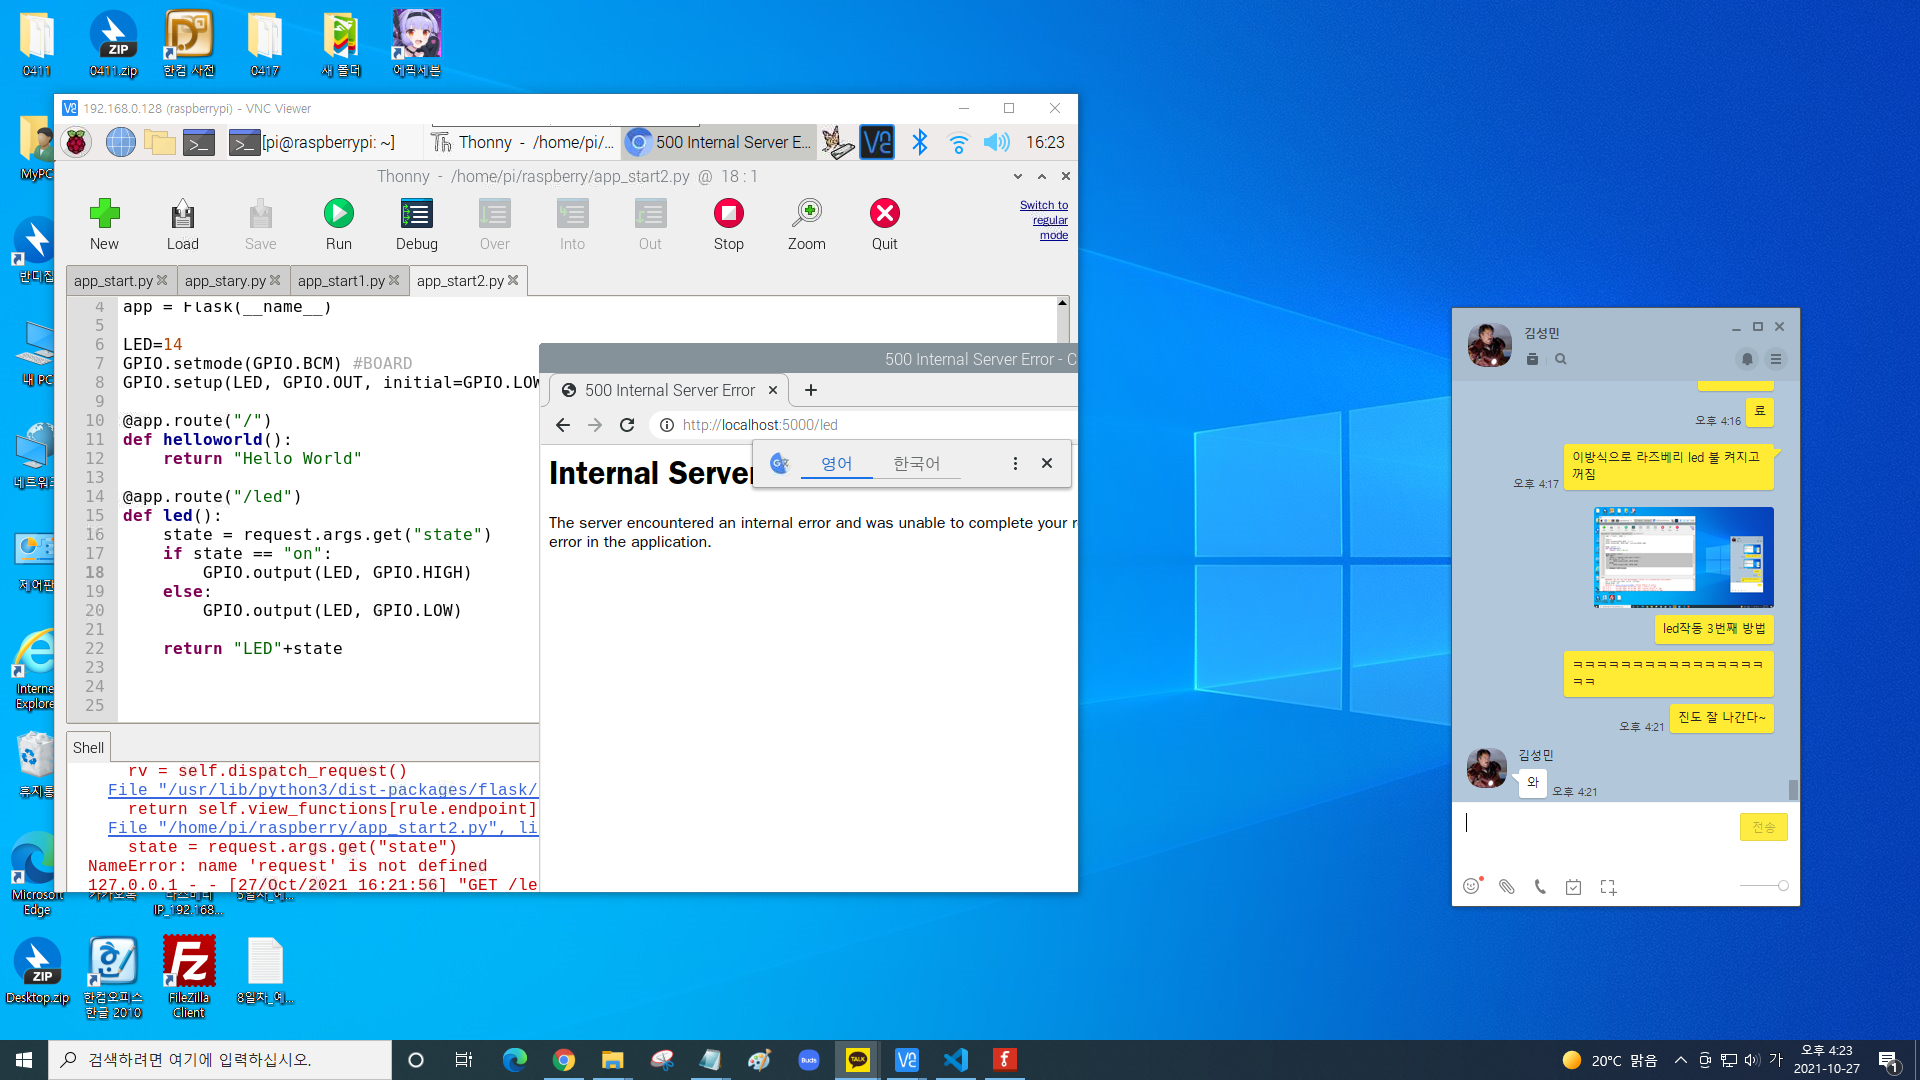 0411
0411.zip
한컴 사전
0417
새 폴더
에픽세븐
MyPC
반디집
내 PC
네트워크
제어판
Internet
Explorer
휴지통
Microsoft
Edge
카카오톡
IP_192.168...
Desktop.zip
한컴오피스
한글 2010
FileZilla
Client
8일차_예...
192.168.0.128 (raspberrypi) - VNC Viewer
[pi@raspberrypi: ~]
Thonny - /home/pi/...
500 Internal Server E...
16:23
Thonny - /home/pi/raspberry/app_start2.py @ 18 : 1
New
Load
Save
Run
Debug
Over
Into
Out
Stop
Zoom
Quit
Switch to
regular
mode
app_start.py
app_stary.py
app_start1.py
app_start2.py
4 app = Flask(__name__)
5
6 LED=14
7 GPIO.setmode(GPIO.BCM) #BOARD
8 GPIO.setup(LED, GPIO.OUT, initial=GPIO.LOW
9
10 @app.route("/")
11 def helloworld():
12 return "Hello World"
13
14 @app.route("/led")
15 def led():
16 state = request.args.get("state")
17 if state == "on":
18 GPIO.output(LED, GPIO.HIGH)
19 else:
20 GPIO.output(LED, GPIO.LOW)
21
22 return "LED"+state
23
24
25
Shell
rv = self.dispatch_request()
File "/usr/lib/python3/dist-packages/flask/
return self.view_functions[rule.endpoint]
File "/home/pi/raspberry/app_start2.py", li
state = request.args.get("state")
NameError: name 'request' is not defined
127.0.0.1 - - [27/Oct/2021 16:21:56] "GET /le
500 Internal Server Error - C
500 Internal Server Error
http://localhost:5000/led
영어
한국어
Internal Server
The server encountered an internal error and was unable to complete your r
error in the application.
김성민
료
오후 4:16
이방식으로 라즈베리 led 불 켜지고
꺼짐
오후 4:17
led작동 3번째 방법
ㅋㅋㅋㅋㅋㅋㅋㅋㅋㅋㅋㅋㅋㅋㅋㅋ
ㅋㅋ
진도 잘 나간다~
오후 4:21
김성민
와
오후 4:21
전송
검색하려면 여기에 입력하십시오.
Buds
TALK
20°C 맑음
가
오후 4:23
2021-10-27
1